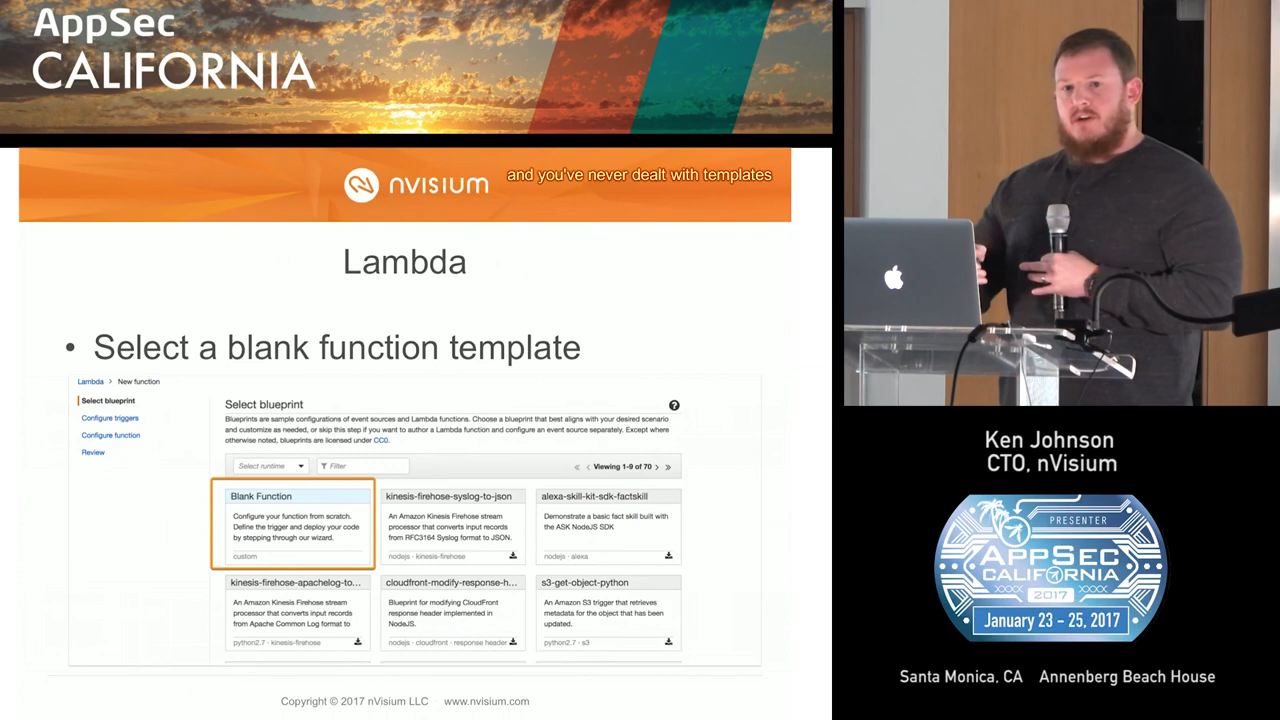 AppSec
CALIFORNIA
nVISIUM
and you've never dealt with templates
Lambda
• Select a blank function template
Lambda > New function
Select blueprint
Configure triggers
Configure function
Review
Select blueprint
Blueprints are sample configurations of event sources and Lambda functions. Choose a blueprint that best aligns with your desired scenario
and customize as needed, or skip this step if you want to author a Lambda function and configure an event source separately. Except where
otherwise noted, blueprints are licensed under CC0.
Select runtime
Filter
Viewing 1-9 of 70
Blank Function
Configure your function from scratch.
Define the trigger and deploy your code
by stepping through our wizard.
custom
kinesis-firehose-syslog-to-json
An Amazon Kinesis Firehose stream
processor that converts input records
from RFC3164 Syslog format to JSON.
nodejs · kinesis-firehose
alexa-skill-kit-sdk-factskill
Demonstrate a basic fact skill built with
the ASK NodeJS SDK
nodejs · alexa
kinesis-firehose-apachelog-to...
An Amazon Kinesis Firehose stream
processor that converts input records
from Apache Common Log format to
python2.7 · kinesis-firehose
cloudfront-modify-response-h...
Blueprint for modifying CloudFront
response header implemented in
NodeJS.
nodejs · cloudfront · response header
s3-get-object-python
An Amazon S3 trigger that retrieves
metadata for the object that has been
updated.
python2.7 · s3
Copyright © 2017 nVisium LLC · www.nvisium.com
Ken Johnson
CTO, nVisium
PRESENTER
APPSEC
CALIFORNIA
2017
January 23 - 25, 2017
Santa Monica, CA Annenberg Beach House